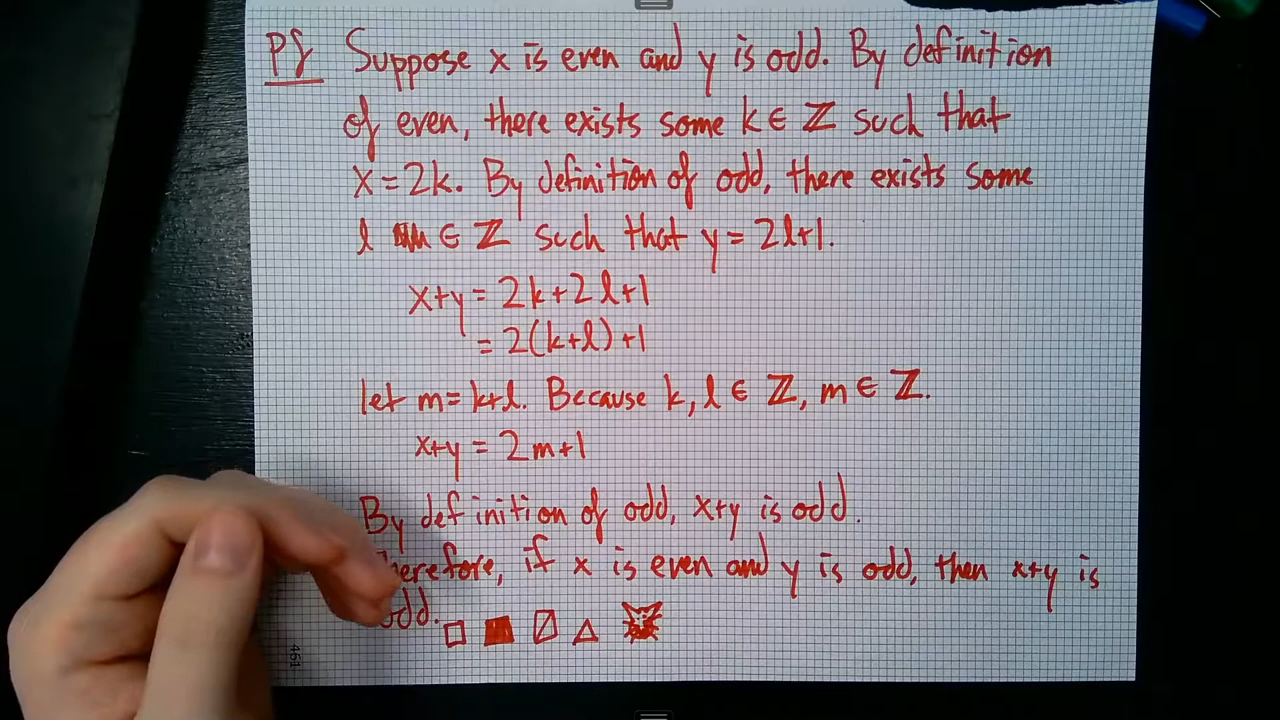 Pf Suppose x is even and y is odd. By definition
of even, there exists some k ∈ ℤ such that
x = 2k. By definition of odd, there exists some
l ∈ ℤ such that y = 2l+1.
x+y = 2k+2l+1
= 2(k+l)+1
let m = k+l. Because k, l ∈ ℤ, m ∈ ℤ.
x+y = 2m+1
By definition of odd, x+y is odd.
herefore, if x is even and y is odd, then x+y is
odd. □ ■ ⍁ △
461